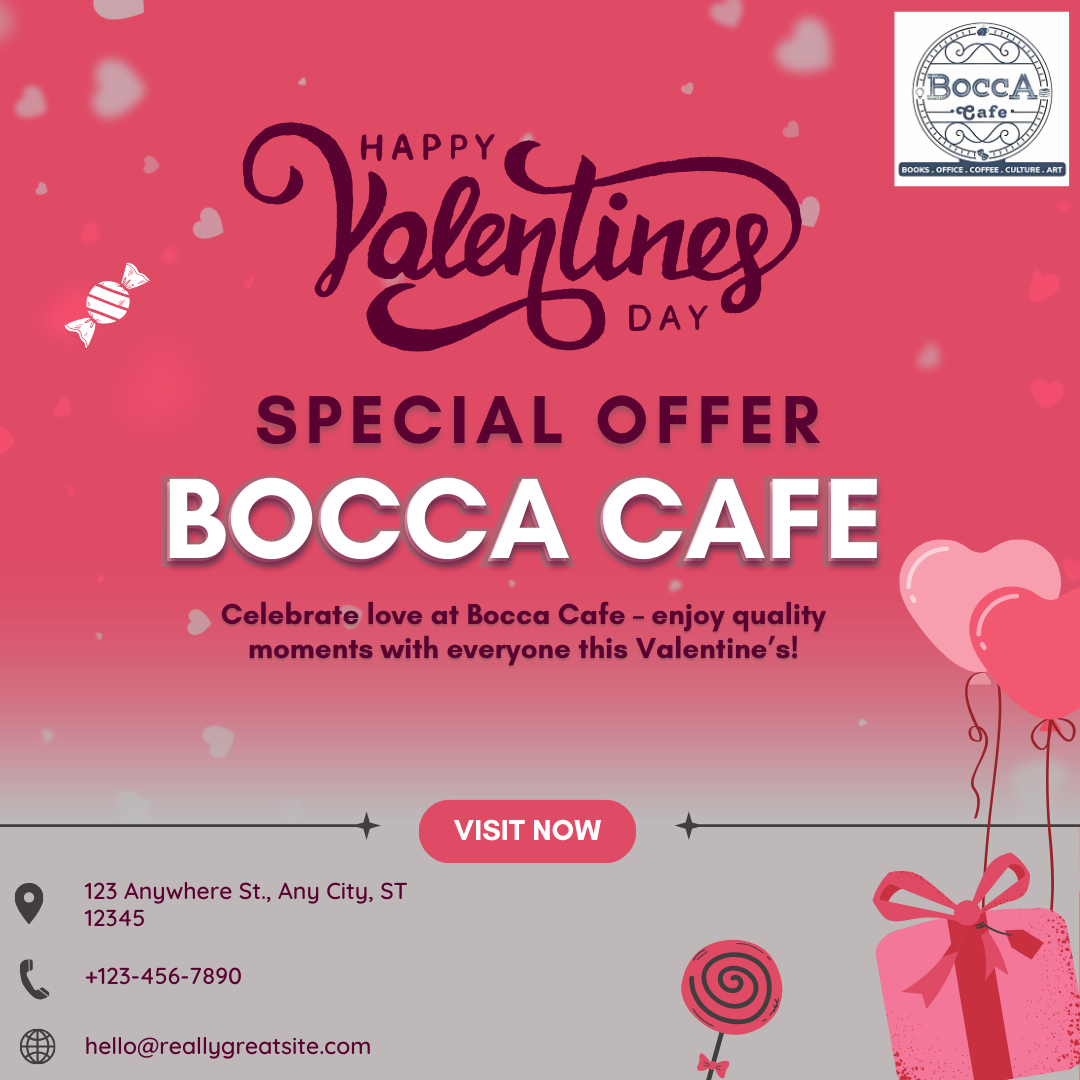 BOCCA
Cafe
BOOKS . OFFICE . COFFEE . CULTURE . ART
HAPPY
Valentines
DAY
SPECIAL OFFER
BOCCA CAFE
Celebrate love at Bocca Cafe – enjoy quality
moments with everyone this Valentine’s!
VISIT NOW
123 Anywhere St., Any City, ST
12345
+123-456-7890
hello@reallygreatsite.com